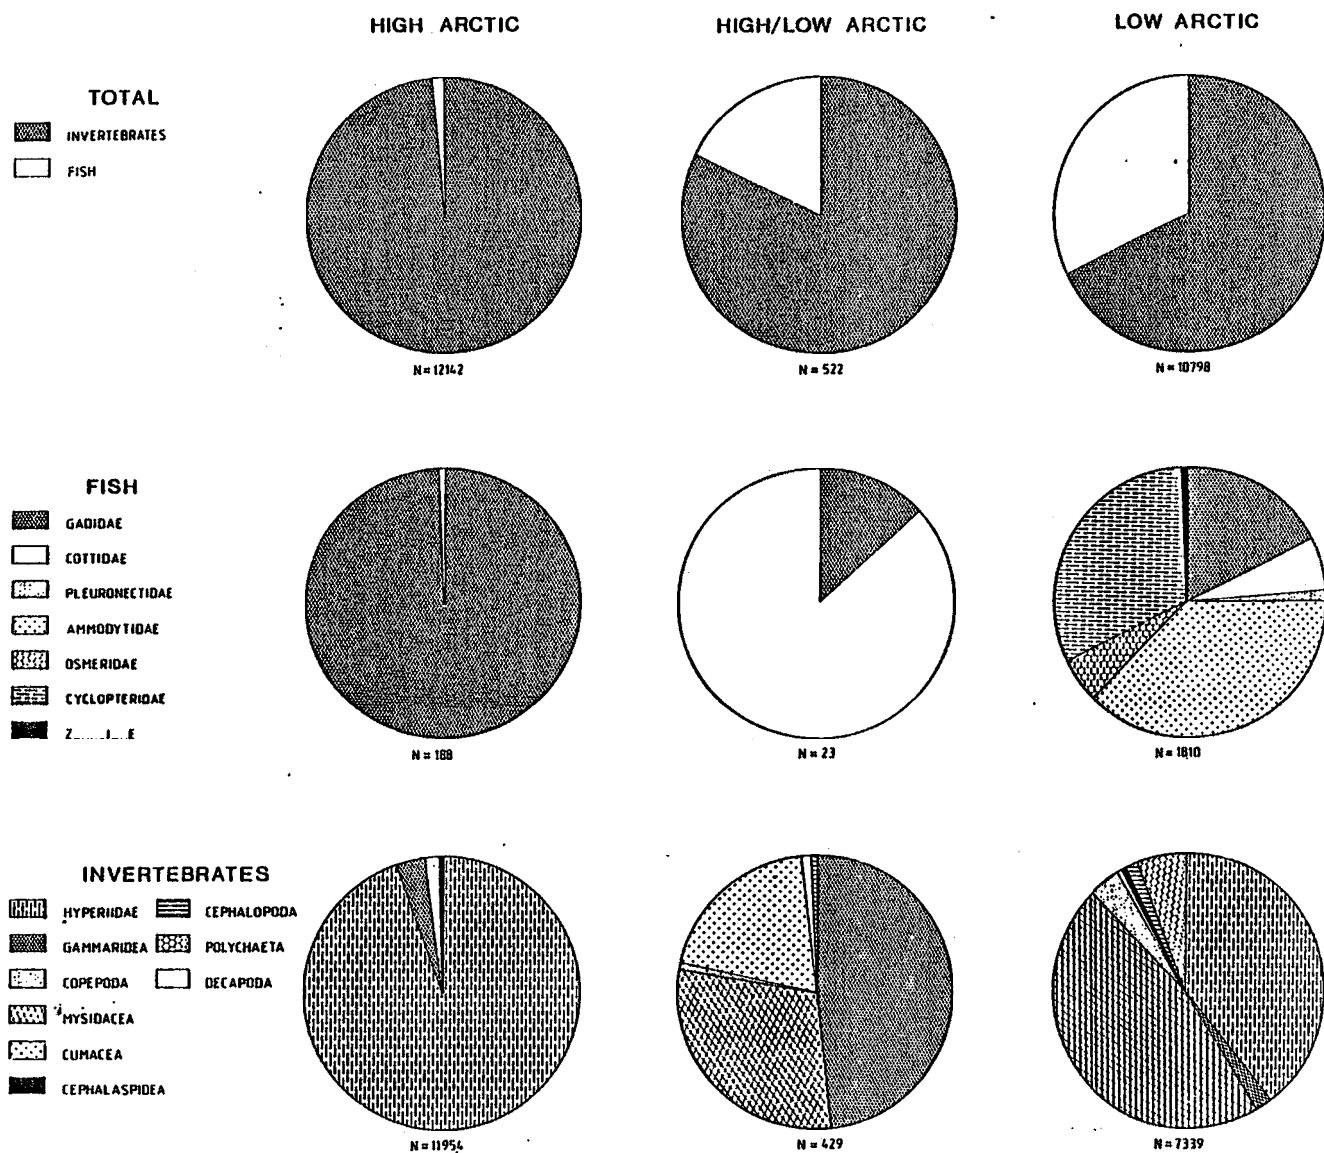 HIGH ARCTIC
HIGH/LOW ARCTIC
LOW ARCTIC
TOTAL
INVERTEBRATES
FISH
N = 12142
N = 522
N = 10798
FISH
GADIDAE
COTTIDAE
PLEURONECTIDAE
AMMODYTIDAE
OSMERIDAE
CYCLOPTERIDAE
N = 188
N = 23
N = 1810
INVERTEBRATES
HYPERIIDAE CEPHALOPODA
GAMMARIDEA POLYCHAETA
COPEPODA DECAPODA
MYSIDACEA
CUMACEA
CEPHALASPIDEA
N = 11954
N = 429
N = 7339